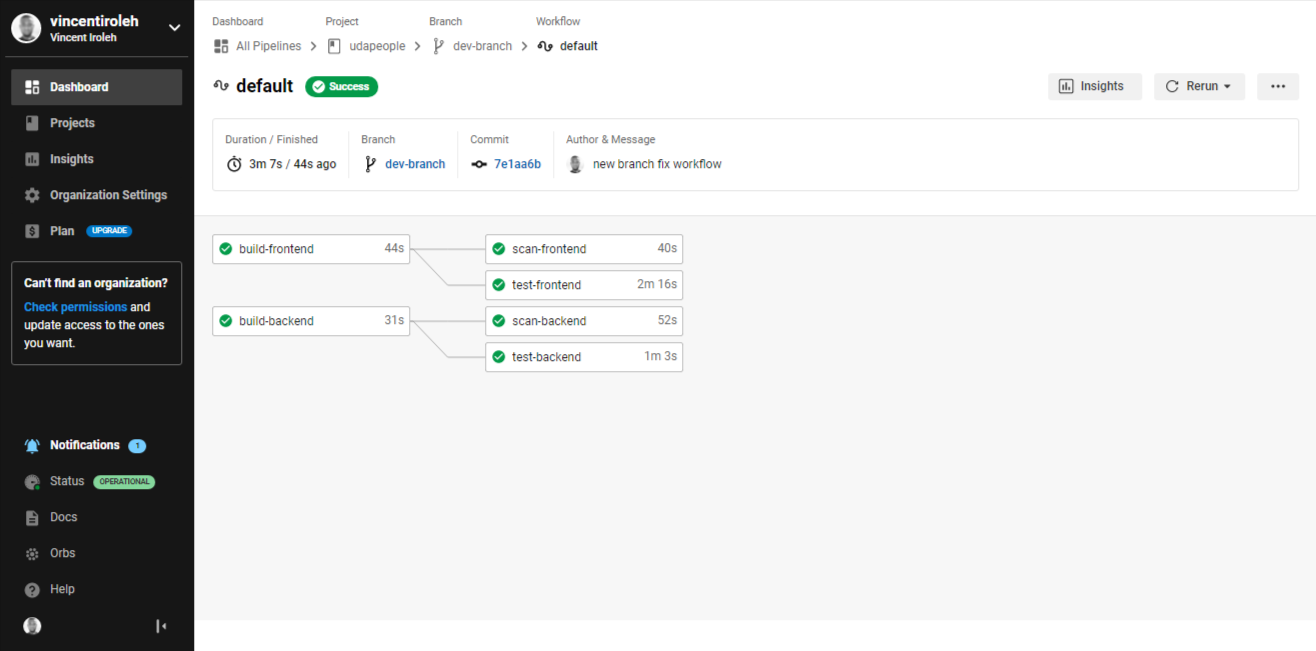 vincentiroleh
Vincent Iroleh
Dashboard
Projects
Insights
Organization Settings
Plan UPGRADE
Can't find an organization?
Check permissions and
update access to the ones
you want.
Notifications 1
Status OPERATIONAL
Docs
Orbs
Help
Dashboard Project Branch Workflow
All Pipelines udapeople dev-branch default
default Success
Insights Rerun
Duration / Finished Branch Commit Author & Message
3m 7s / 44s ago dev-branch 7e1aa6b new branch fix workflow
build-frontend 44s scan-frontend 40s
test-frontend 2m 16s
build-backend 31s scan-backend 52s
test-backend 1m 3s